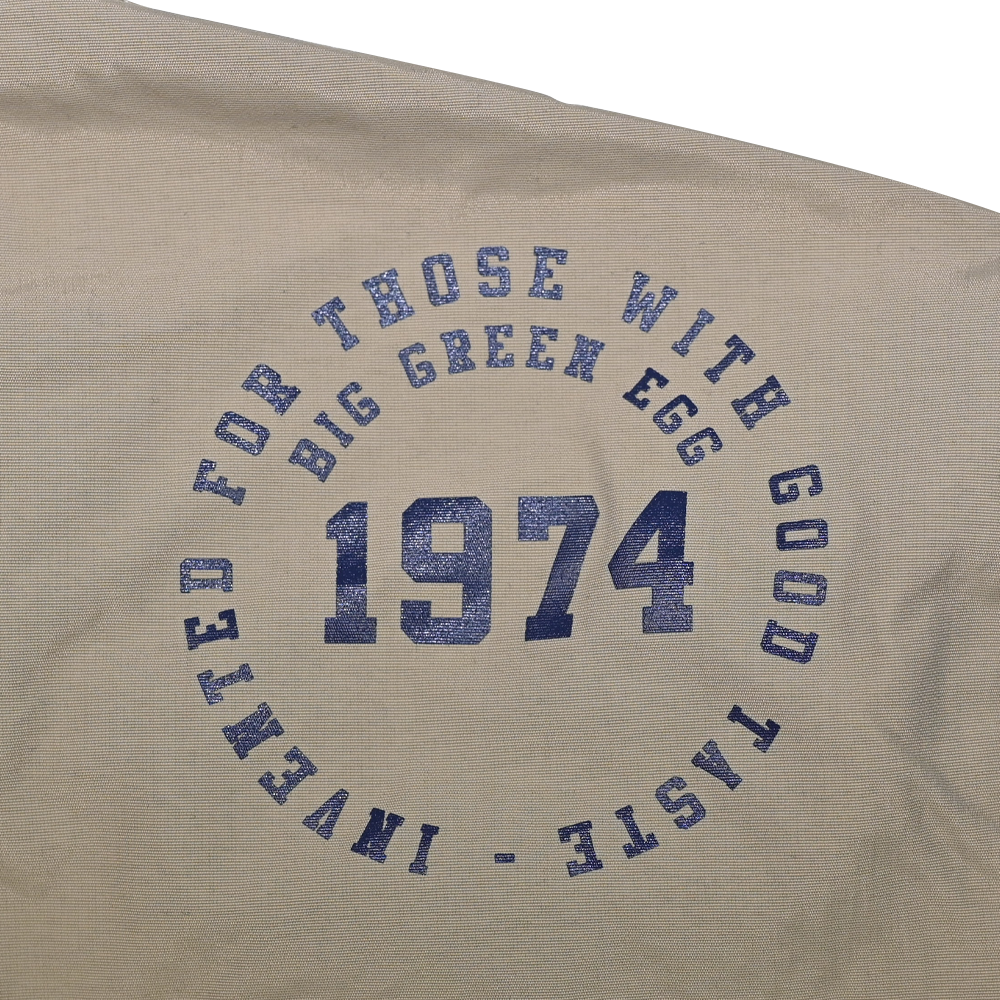 INVENTED FOR THOSE WITH GOOD TASTE -
BIG GREEN EGG
1974